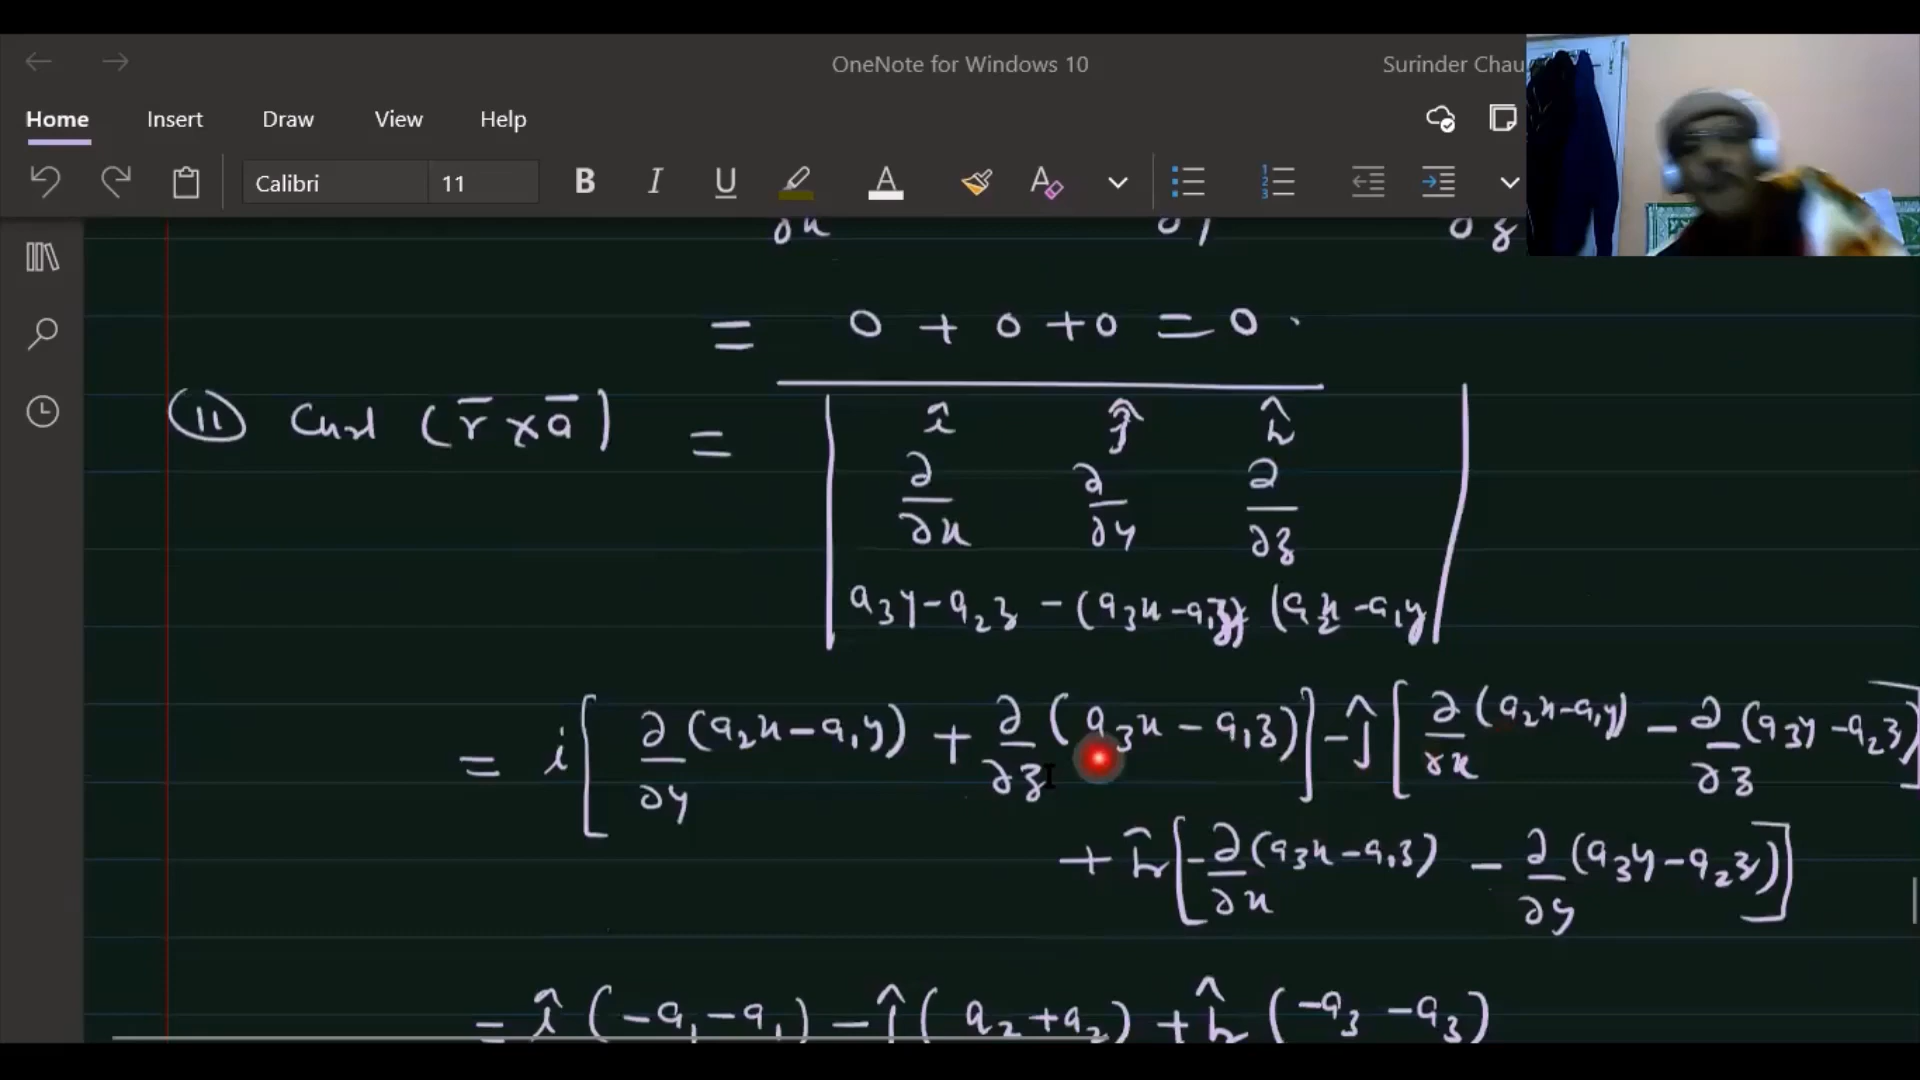 OneNote for Windows 10 Surinder Chau
Home Insert Draw View Help
Calibri 11 B I U A A
∂x ∂y ∂z
= 0 + 0 + 0 = 0 .
(11) Curl (r̄ × ā) = | î ĵ k̂ |
∂/∂x ∂/∂y ∂/∂z
a₃y - a₂z -(a₃x - a₁z) (a₂x - a₁y
= i[ ∂/∂y (a₂x - a₁y) + ∂/∂z (a₃x - a₁z)] - ĵ [ ∂/∂x (a₂x - a₁y) - ∂/∂z (a₃y - a₂z)]
+ k̂[ -∂/∂x (a₃x - a₁z) - ∂/∂y (a₃y - a₂z)]
= î (-a₁ - a₁) - ĵ( a₂ + a₂) + k̂ (-a₃ - a₃)